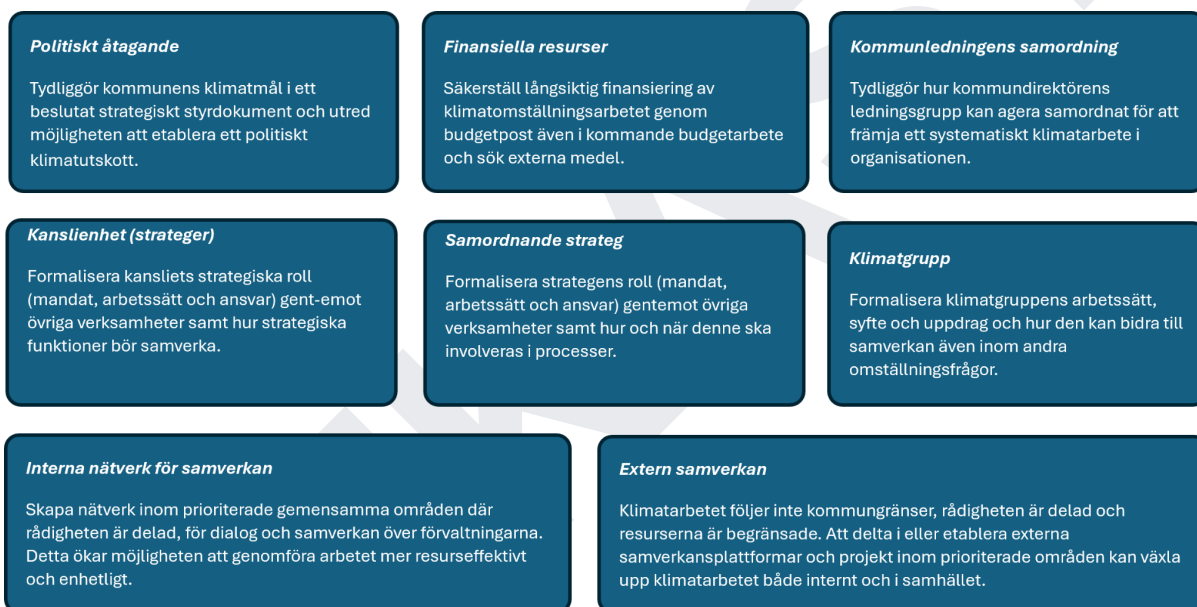 Politiskt åtagande
Tydliggör kommunens klimatmål i ett
beslutat strategiskt styrdokument och utred
möjligheten att etablera ett politiskt
klimatutskott.
Finansiella resurser
Säkerställ långsiktig finansiering av
klimatomställningsarbetet genom
budgetpost även i kommande budgetarbete
och sök externa medel.
Kommunledningens samordning
Tydliggör hur kommundirektörens
ledningsgrupp kan agera samordnat för att
främja ett systematiskt klimatarbete i
organisationen.
Kanslienhet (strateger)
Formalisera kansliets strategiska roll
(mandat, arbetssätt och ansvar) gent-emot
övriga verksamheter samt hur strategiska
funktioner bör samverka.
Samordnande strateg
Formalisera strategens roll (mandat,
arbetssätt och ansvar) gentemot övriga
verksamheter samt hur och när denne ska
involveras i processer.
Klimatgrupp
Formalisera klimatgruppens arbetssätt,
syfte och uppdrag och hur den kan bidra till
samverkan även inom andra
omställningsfrågor.
Interna nätverk för samverkan
Skapa nätverk inom prioriterade gemensamma områden där
rådigheten är delad, för dialog och samverkan över förvaltningarna.
Detta ökar möjligheten att genomföra arbetet mer resurseffektivt
och enhetligt.
Extern samverkan
Klimatarbetet följer inte kommungränser, rådigheten är delad och
resurserna är begränsade. Att delta i eller etablera externa
samverkansplattformar och projekt inom prioriterade områden kan växla
upp klimatarbetet både internt och i samhället.